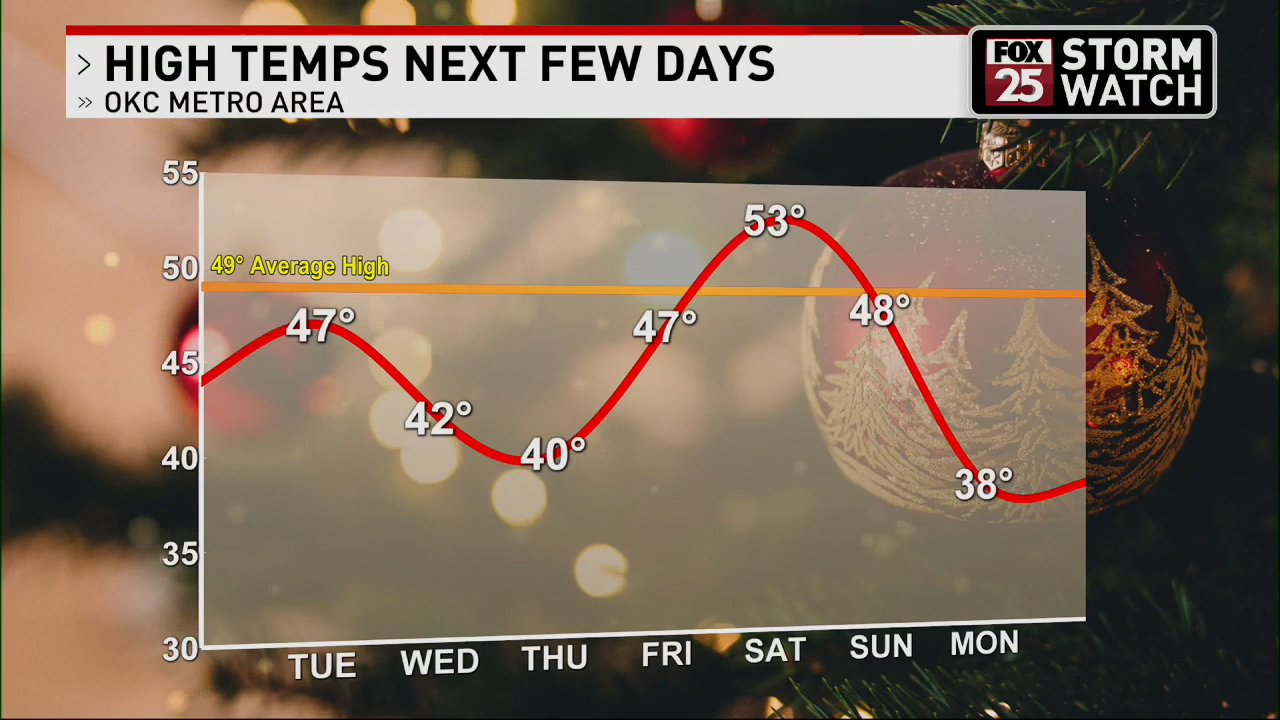 > HIGH TEMPS NEXT FEW DAYS
» OKC METRO AREA
FOX 25
STORM
WATCH
55
50
49° Average High
45
40
35
30
47°
42°
40°
47°
53°
48°
38°
TUE WED THU FRI SAT SUN MON